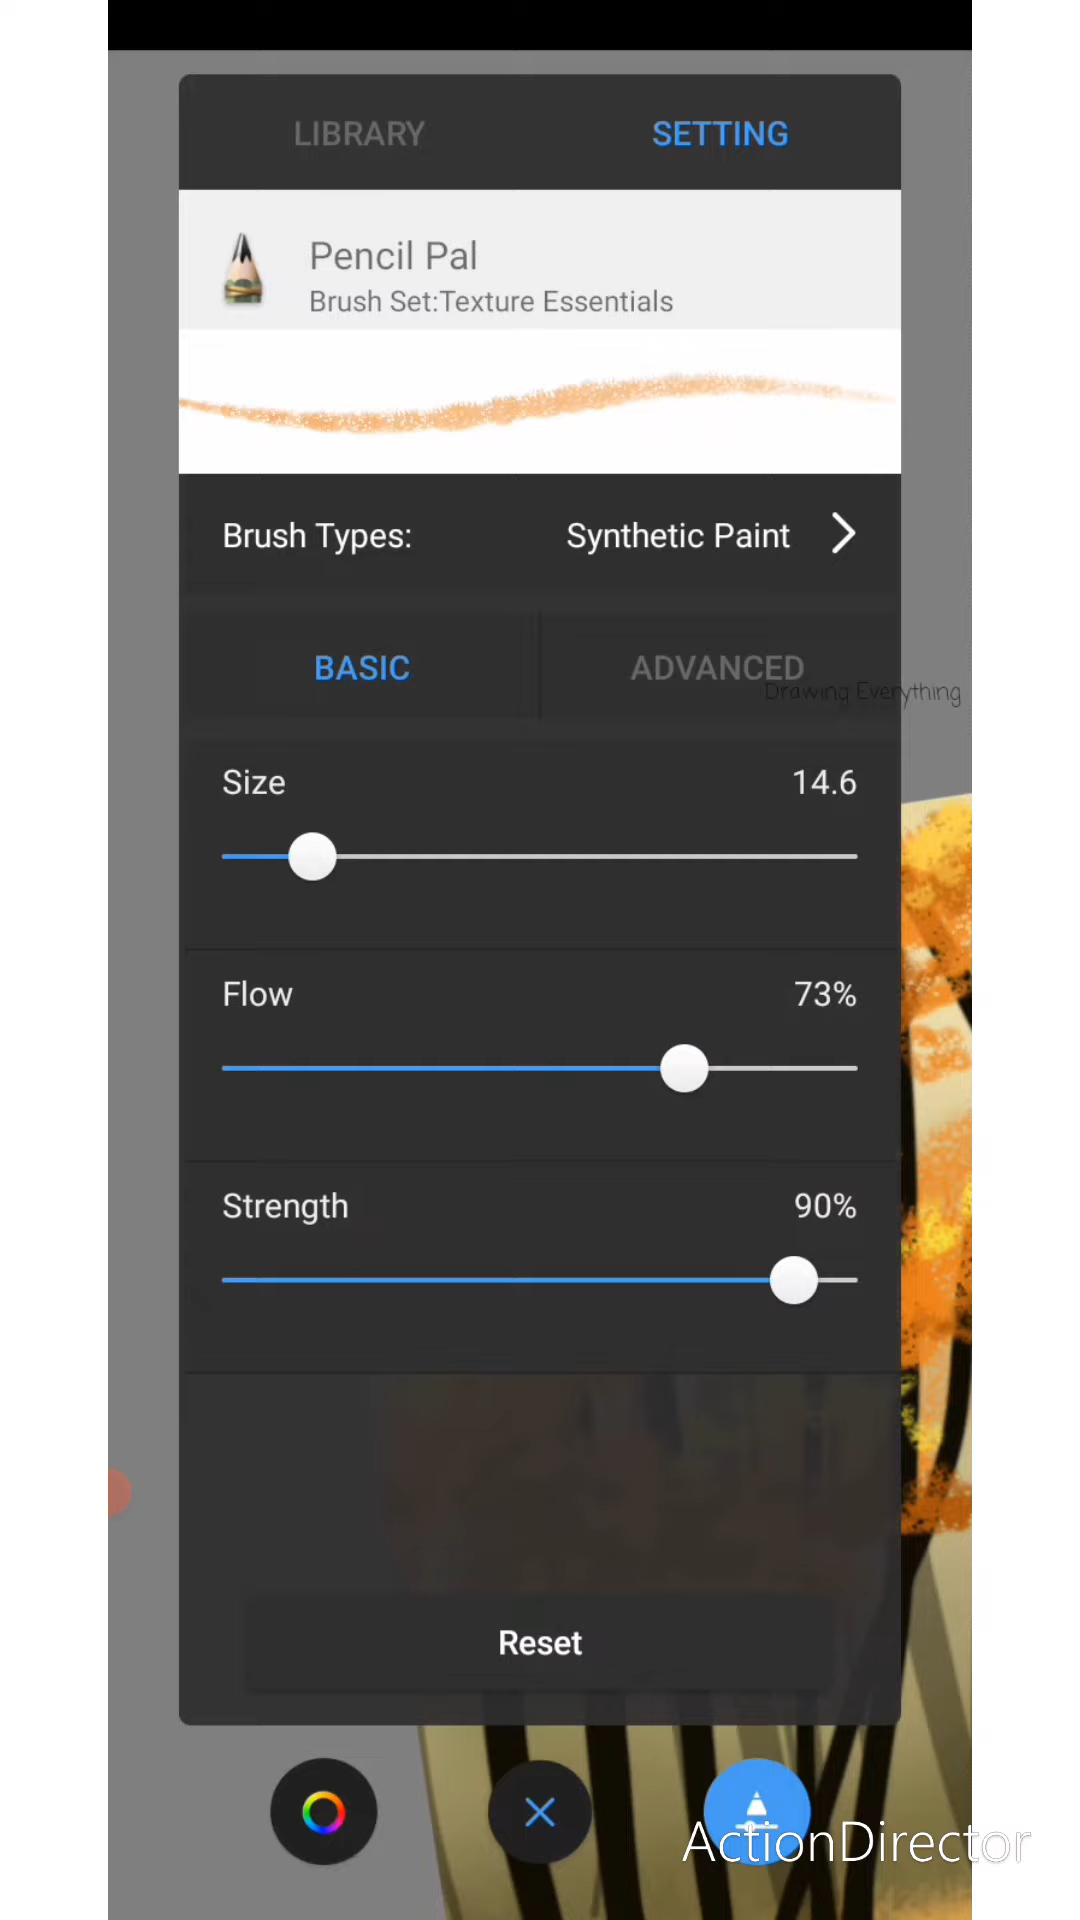 LIBRARY SETTING
Pencil Pal
Brush Set:Texture Essentials
Brush Types: Synthetic Paint
BASIC ADVANCED
Drawing Everything
Size 14.6
Flow 73%
Strength 90%
Reset
ActionDirector